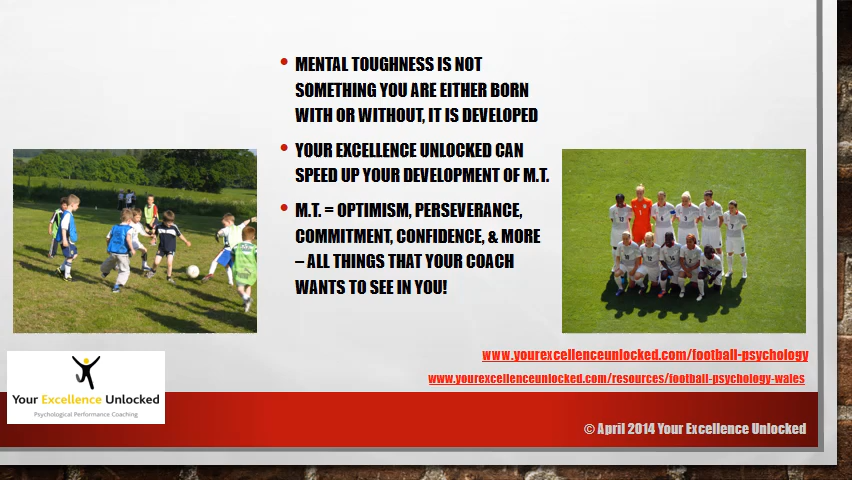 MENTAL TOUGHNESS IS NOT
SOMETHING YOU ARE EITHER BORN
WITH OR WITHOUT, IT IS DEVELOPED
YOUR EXCELLENCE UNLOCKED CAN
SPEED UP YOUR DEVELOPMENT OF M.T.
M.T. = OPTIMISM, PERSEVERANCE,
COMMITMENT, CONFIDENCE, & MORE
– ALL THINGS THAT YOUR COACH
WANTS TO SEE IN YOU!
www.yourexcellenceunlocked.com/football-psychology
www.yourexcellenceunlocked.com/resources/football-psychology-wales
Your Excellence Unlocked
Psychological Performance Coaching
© April 2014 Your Excellence Unlocked